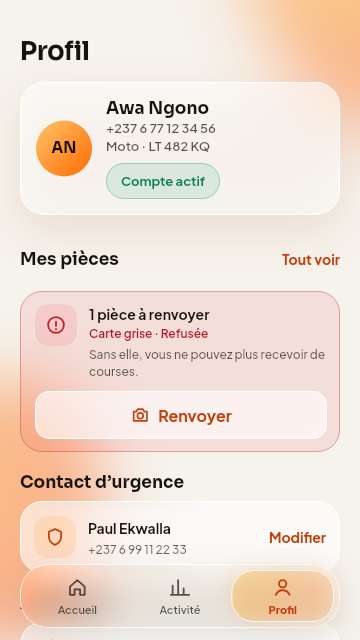 Profil
AN
Awa Ngono
+237 6 77 12 34 56
Moto · LT 482 KQ
Compte actif
Mes pièces
Tout voir
1 pièce à renvoyer
Carte grise · Refusée
Sans elle, vous ne pouvez plus recevoir de
courses.
Renvoyer
Contact d’urgence
Paul Ekwalla
+237 6 99 11 22 33
Modifier
Accueil
Activité
Profil